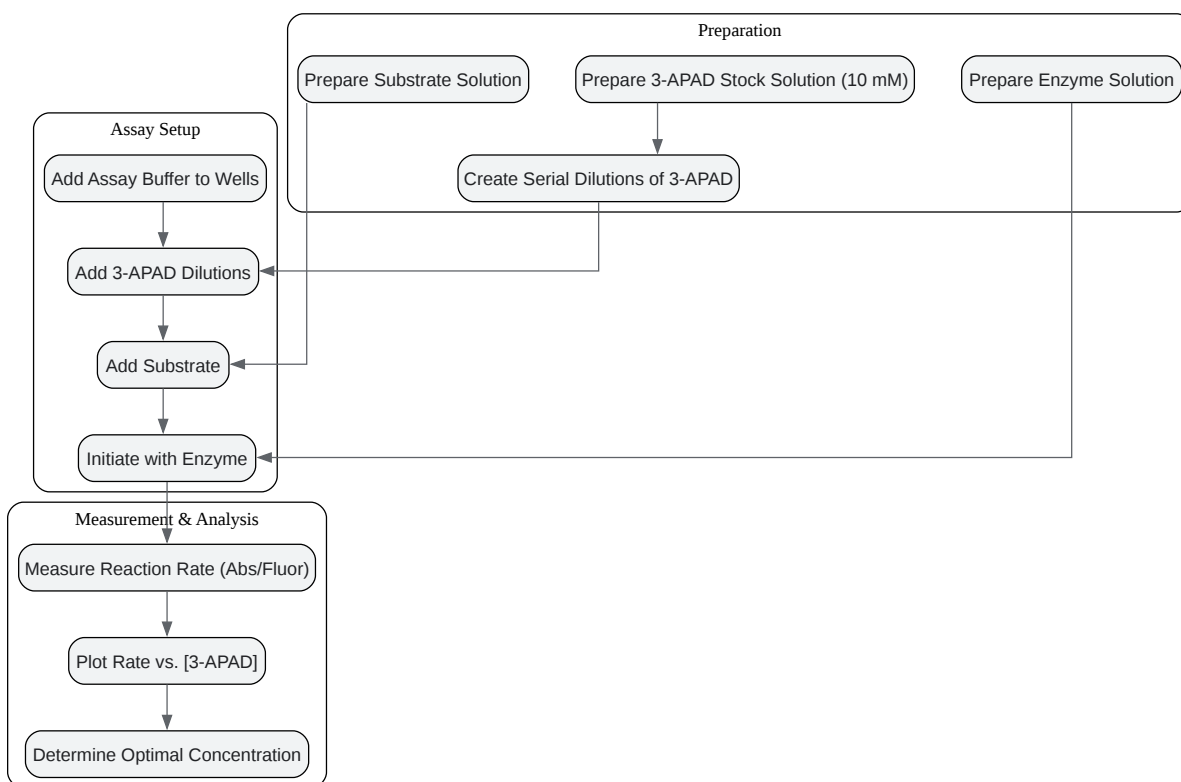 Preparation
Prepare Substrate Solution
Prepare 3-APAD Stock Solution (10 mM)
Prepare Enzyme Solution
Create Serial Dilutions of 3-APAD
Assay Setup
Add Assay Buffer to Wells
Add 3-APAD Dilutions
Add Substrate
Initiate with Enzyme
Measurement & Analysis
Measure Reaction Rate (Abs/Fluor)
Plot Rate vs. [3-APAD]
Determine Optimal Concentration